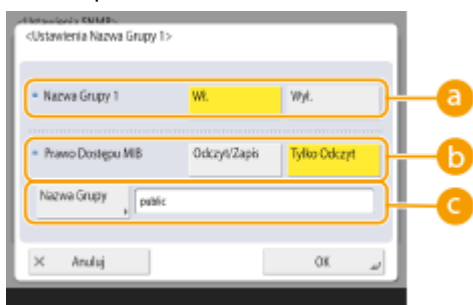 <Ustawienia SNMP>
<Ustawienia Nazwa Grupy 1>
Nazwa Grupy 1 Wł. Wył. a
Prawo Dostępu MIB Odczyt/Zapis Tylko Odczyt b
Nazwa Grupy public c
× Anuluj OK